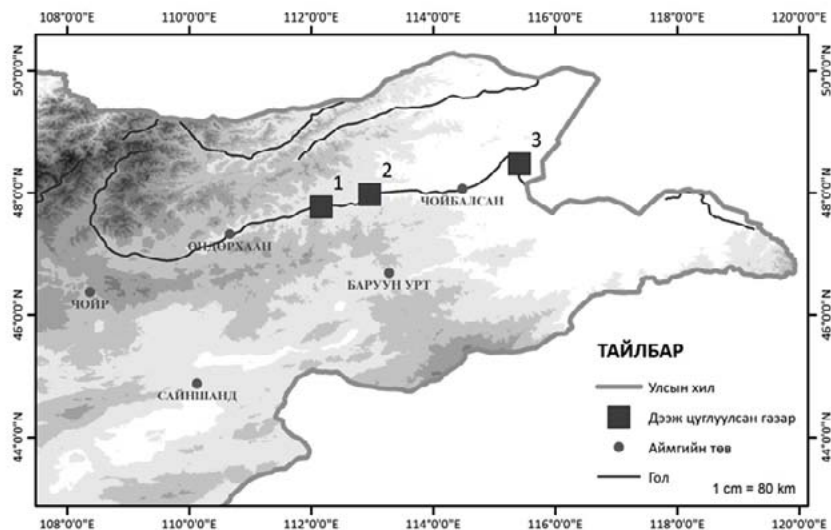 108°0'0"E 110°0'0"E 112°0'0"E 114°0'0"E 116°0'0"E 118°0'0"E 120°0'0"E
50°0'0"N 50°0'0"N
3
1 2
48°0'0"N 48°0'0"N
ЧОЙБАЛСАН
ӨНДӨРХААН
БАРУУН УРТ
ЧОЙР
46°0'0"N 46°0'0"N
ТАЙЛБАР
САЙНШАНД
Улсын хил
Дээж цуглуулсан газар
44°0'0"N 44°0'0"N
Аймгийн төв
Гол
1 cm = 80 km
108°0'0"E 110°0'0"E 112°0'0"E 114°0'0"E 116°0'0"E 118°0'0"E 120°0'0"E